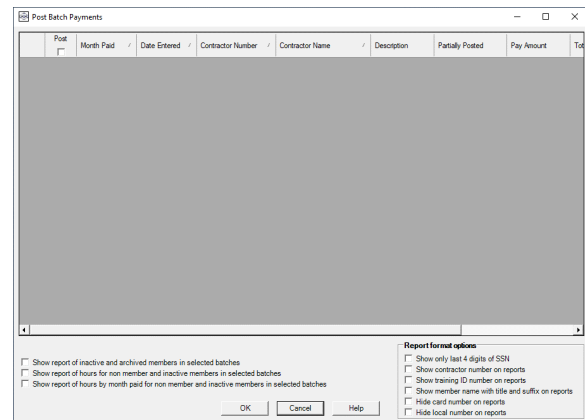 Post Batch Payments
Post
Month Paid
Date Entered
Contractor Number
Contractor Name
Description
Partially Posted
Pay Amount
Tot
Show report of inactive and archived members in selected batches
Show report of hours for non member and inactive members in selected batches
Show report of hours by month paid for non member and inactive members in selected batches
Report format options
Show only last 4 digits of SSN
Show contractor number on reports
Show training ID number on reports
Show member name with title and suffix on reports
Hide card number on reports
Hide local number on reports
OK
Cancel
Help